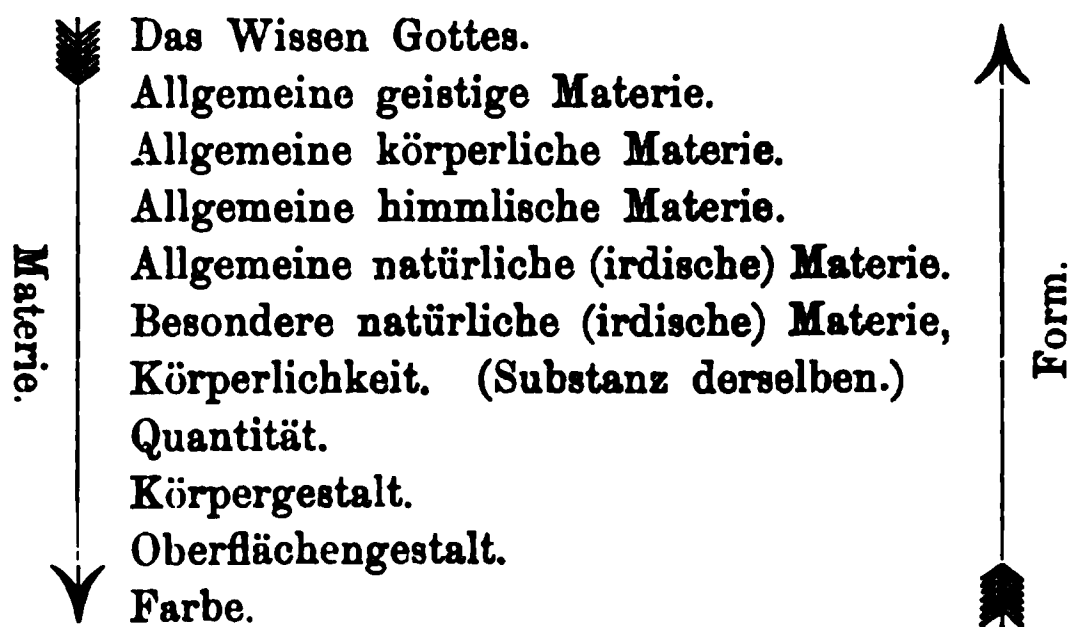 Das Wissen Gottes.
Allgemeine geistige Materie.
Allgemeine körperliche Materie.
Allgemeine himmlische Materie.
Allgemeine natürliche (irdische) Materie.
Besondere natürliche (irdische) Materie,
Körperlichkeit. (Substanz derselben.)
Quantität.
Körpergestalt.
Oberflächengestalt.
Farbe.
Materie.
Form.